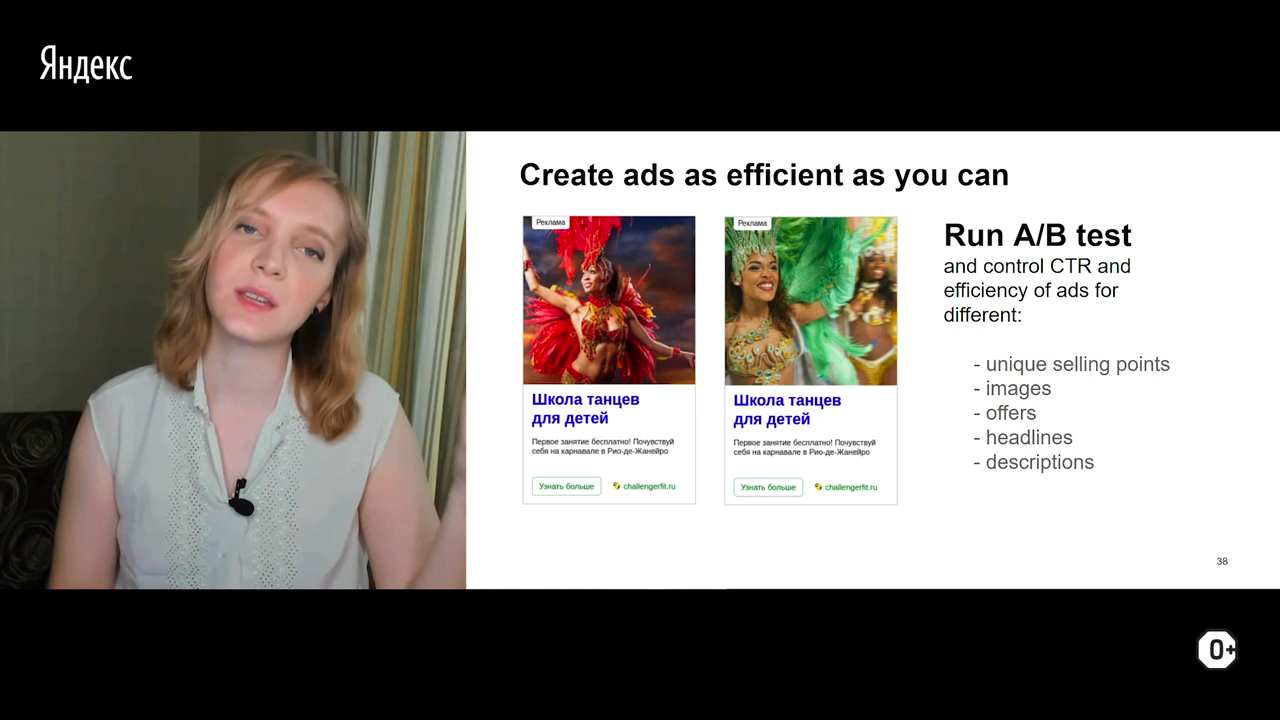 Яндекс
Create ads as efficient as you can
Реклама
Школа танцев
для детей
Первое занятие бесплатно! Почувствуй
себя на карнавале в Рио-де-Жанейро
Узнать больше
challengerfit.ru
Реклама
Школа танцев
для детей
Первое занятие бесплатно! Почувствуй
себя на карнавале в Рио-де-Жанейро
Узнать больше
challengerfit.ru
Run A/B test
and control CTR and
efficiency of ads for
different:
- unique selling points
- images
- offers
- headlines
- descriptions
38
0+